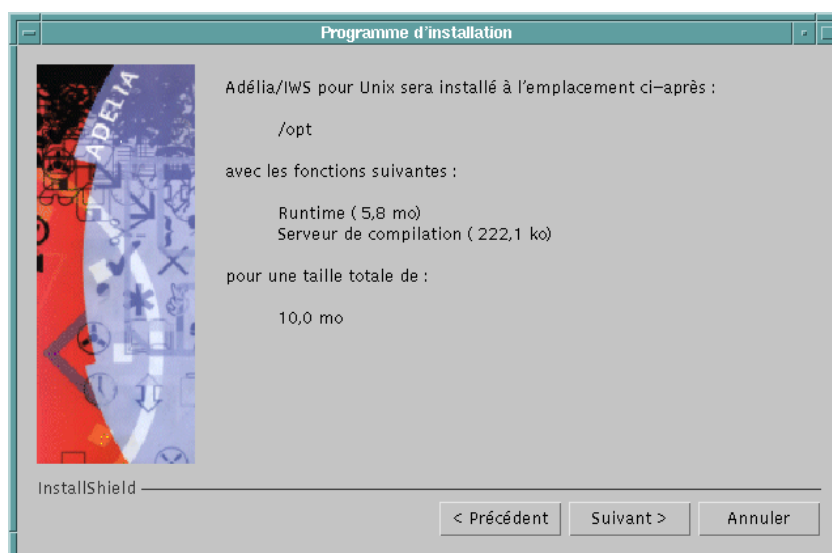 Programme d'installation
ADELIA
Adélia/IWS pour Unix sera installé à l'emplacement ci-après :
/opt
avec les fonctions suivantes :
Runtime ( 5,8 mo)
Serveur de compilation ( 222,1 ko)
pour une taille totale de :
10,0 mo
InstallShield
< Précédent
Suivant >
Annuler